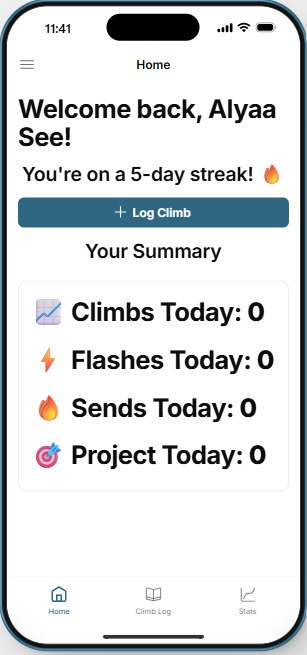 11:41
Home
Welcome back, Alyaa
See!
You're on a 5-day streak! 🔥
+ Log Climb
Your Summary
📈 Climbs Today: 0
⚡ Flashes Today: 0
🔥 Sends Today: 0
🎯 Project Today: 0
Home Climb Log Stats